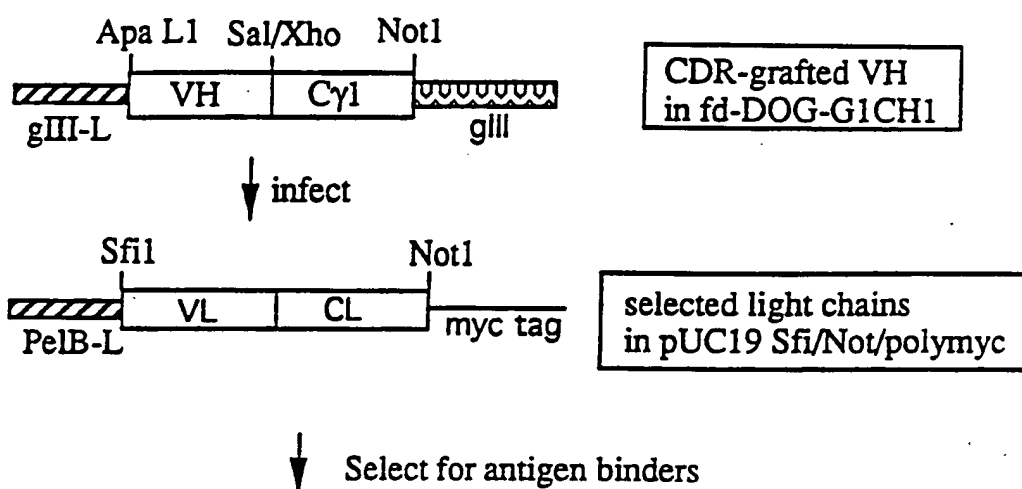 Apa L1 Sal/Xho Not1
VH Cγ1
gIII-L gIII
CDR-grafted VH
in fd-DOG-G1CH1
infect
Sfi1 Not1
VL CL
PelB-L myc tag
selected light chains
in pUC19 Sfi/Not/polymyc
Select for antigen binders